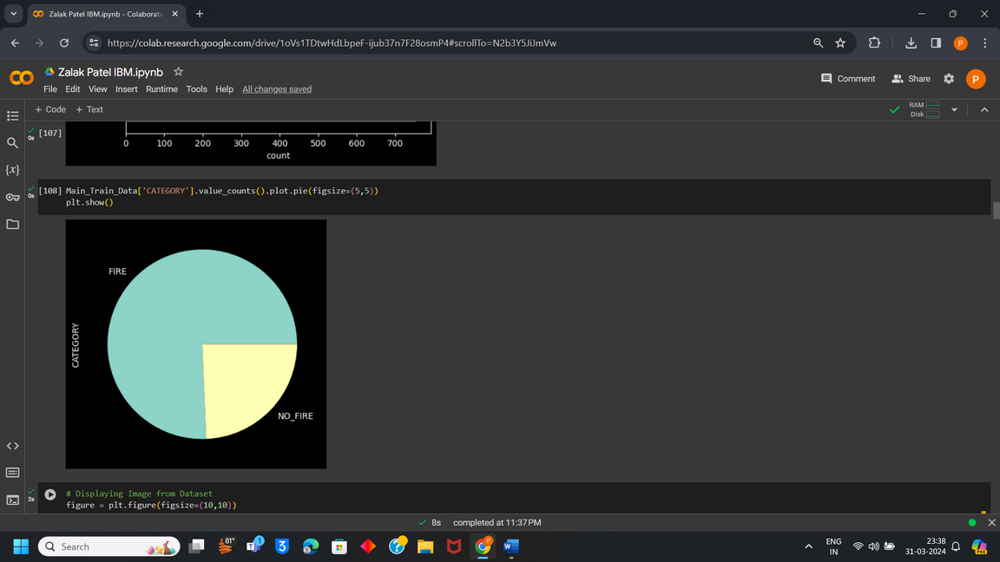 Zalak Patel IBM.ipynb - Colaborato
https://colab.research.google.com/drive/1oVs1TDtwHdLbpeF-ijub37n7F28osmP4#scrollTo=N2b3Y5JiJmVw
P
CO
Zalak Patel IBM.ipynb
Comment
Share
P
File Edit View Insert Runtime Tools Help All changes saved
+ Code + Text
RAM
Disk
0s [107]
0 100 200 300 400 500 600 700
count
{x}
0s [108] Main_Train_Data['CATEGORY'].value_counts().plot.pie(figsize=(5,5))
plt.show()
FIRE
CATEGORY
NO_FIRE
2s
# Displaying Image from Dataset
figure = plt.figure(figsize=(10,10))
8s completed at 11:37 PM
Search
81°
1
ENG
IN
23:38
31-03-2024
PRE